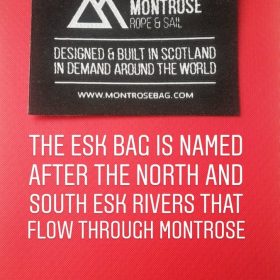 MONTROSE
ROPE & SAIL
DESIGNED & BUILT IN SCOTLAND
IN DEMAND AROUND THE WORLD
WWW.MONTROSEBAG.COM
THE ESK BAG IS NAMED
AFTER THE NORTH AND
SOUTH ESK RIVERS THAT
FLOW THROUGH MONTROSE